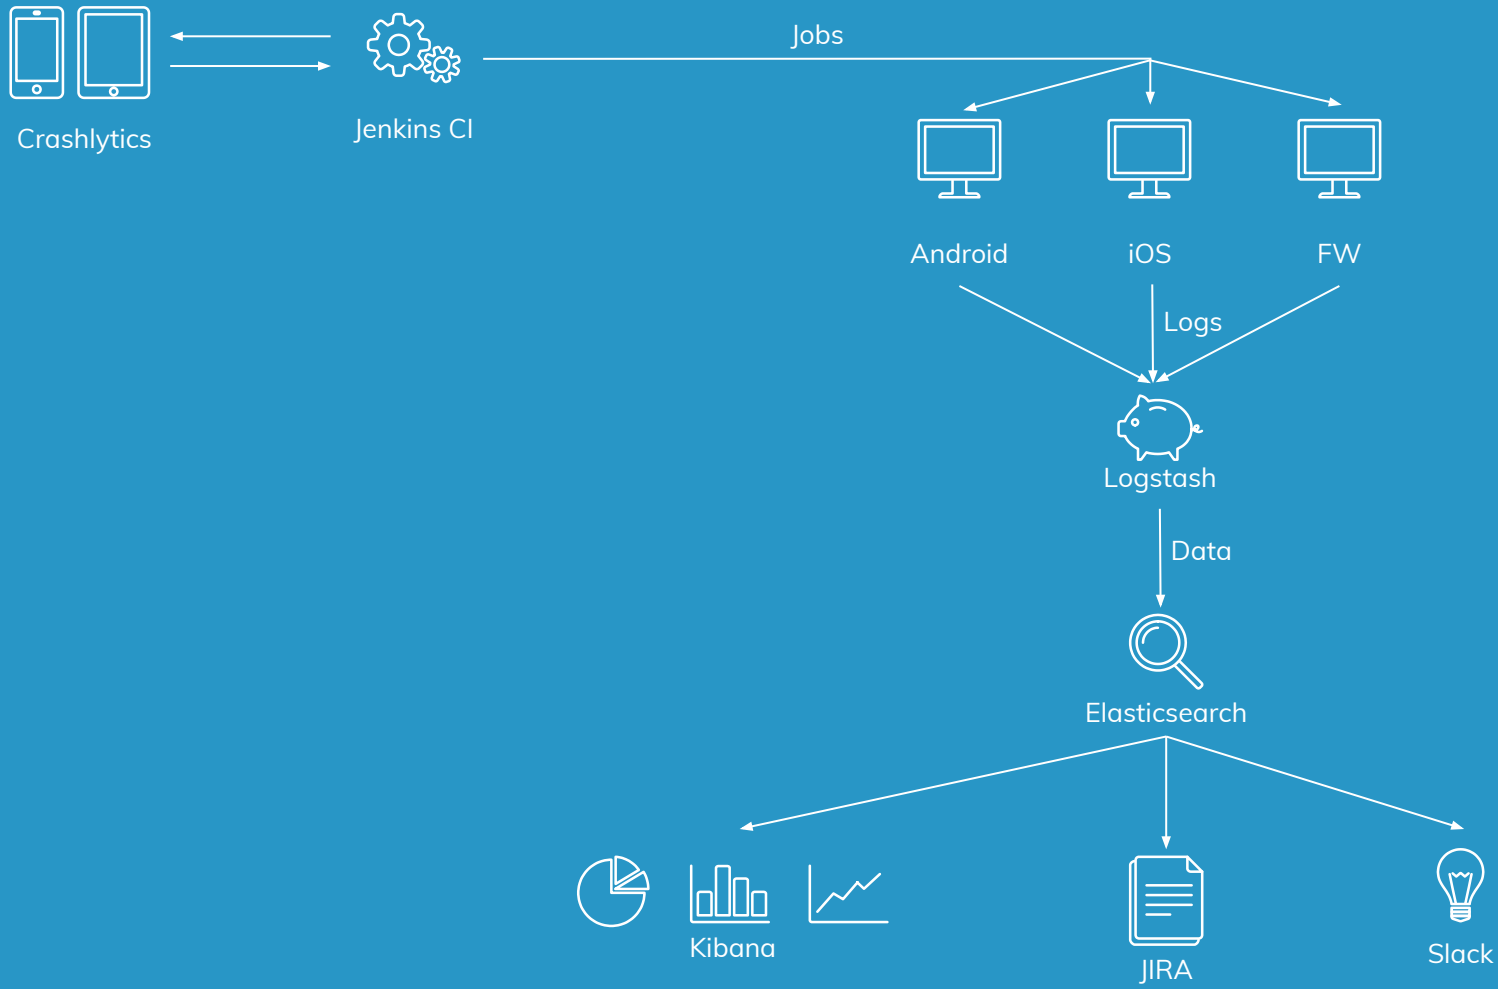 Jobs
Crashlytics
Jenkins CI
Android
iOS
FW
Logs
Logstash
Data
Elasticsearch
Kibana
JIRA
Slack